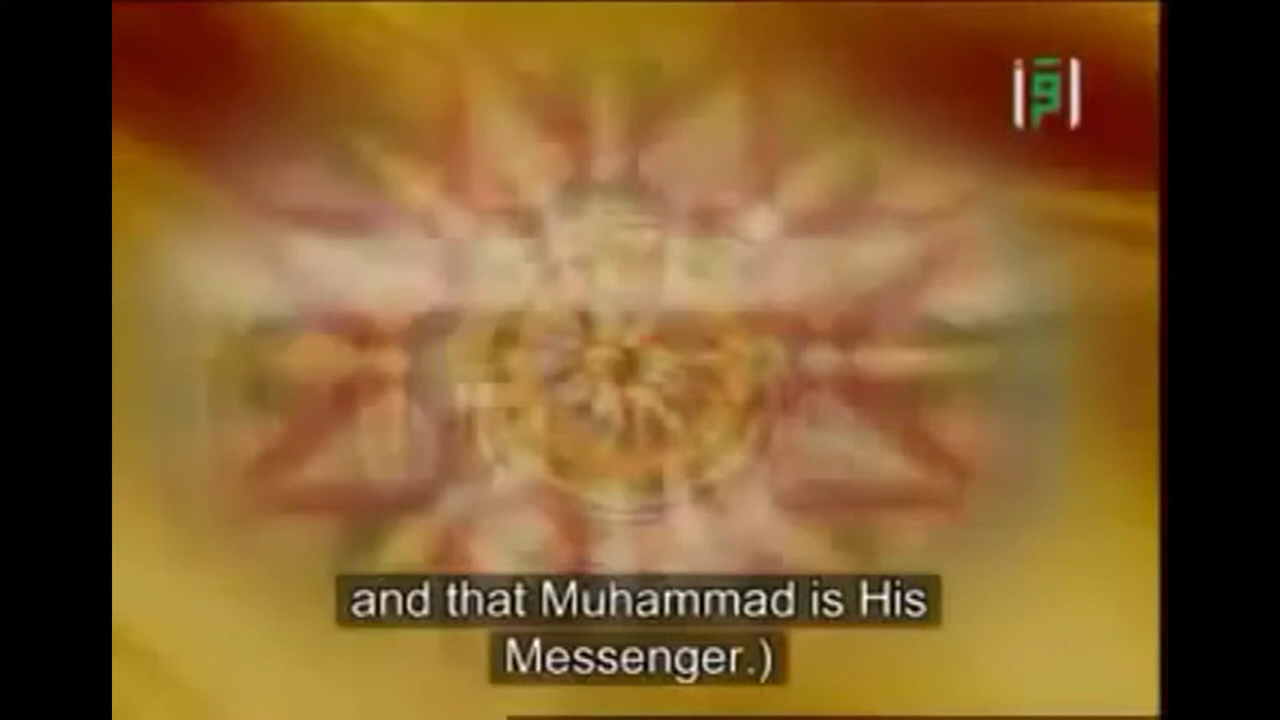 اقرأ
and that Muhammad is His
Messenger.)